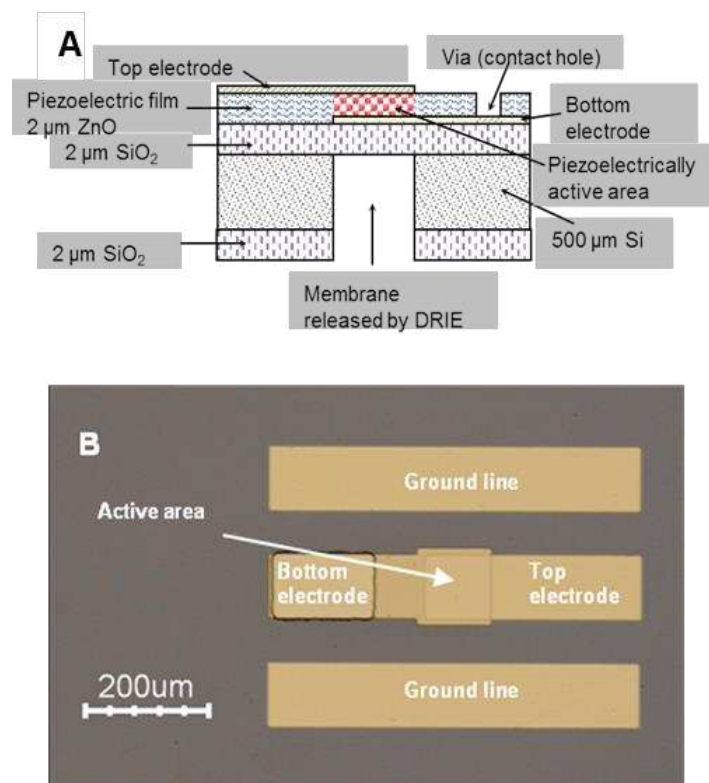 A
Top electrode
Via (contact hole)
Piezoelectric film
2 µm ZnO
Bottom
electrode
2 µm SiO₂
Piezoelectrically
active area
2 µm SiO₂
500 µm Si
Membrane
released by DRIE
B
Ground line
Active area
Bottom
electrode
Top
electrode
Ground line
200um